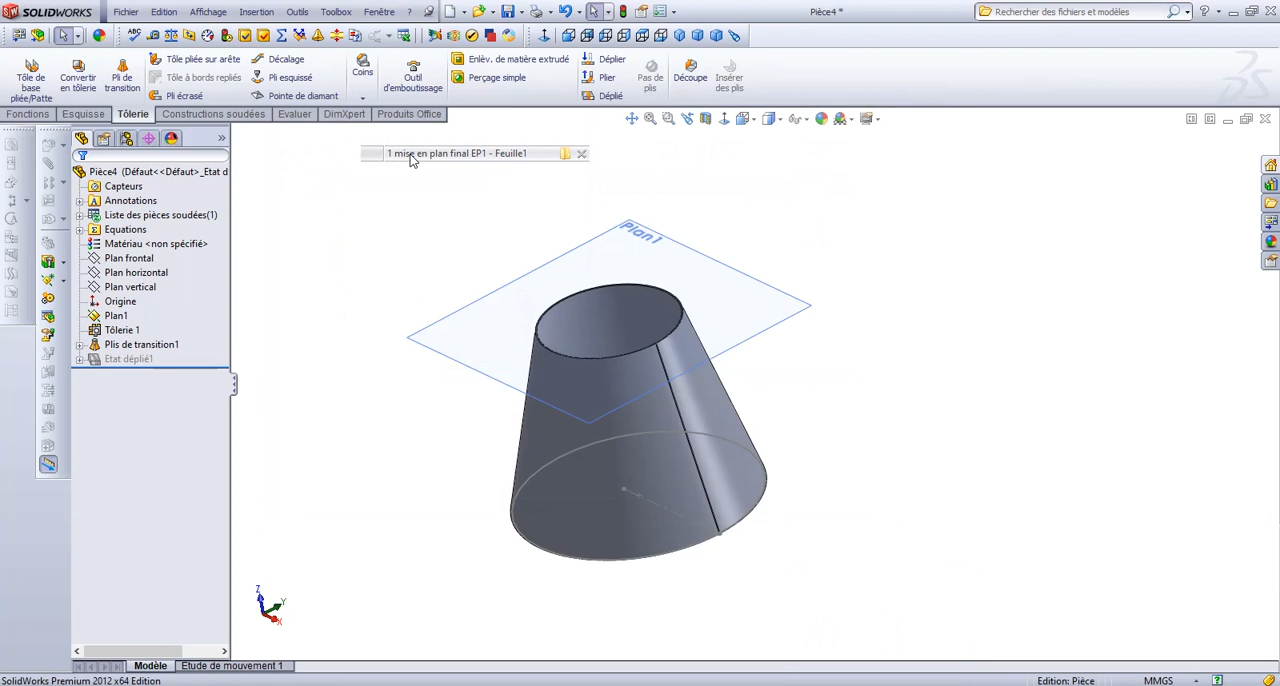 SOLIDWORKS Fichier Edition Affichage Insertion Outils Toolbox Fenêtre ? Pièce4 * Rechercher des fichiers et modèles
Tôle de base pliée/Patte
Convertir en tôlerie
Pli de transition
Tôle pliée sur arête
Tôle à bords repliés
Pli écrasé
Décalage
Pli esquissé
Pointe de diamant
Coins
Outil d'emboutissage
Enlèv. de matière extrudé
Perçage simple
Déplier
Plier
Déplié
Pas de plis
Découpe
Insérer des plis
Fonctions Esquisse Tôlerie Constructions soudées Evaluer DimXpert Produits Office
1 mise en plan final EP1 - Feuille1
Pièce4 (Défaut<<Défaut>_Etat d
Capteurs
Annotations
Liste des pièces soudées(1)
Equations
Matériau <non spécifié>
Plan frontal
Plan horizontal
Plan vertical
Origine
Plan1
Tôlerie 1
Plis de transition1
Etat déplié1
Plan1
Z
Y
X
Modèle Etude de mouvement 1
SolidWorks Premium 2012 x64 Edition Edition: Pièce MMGS